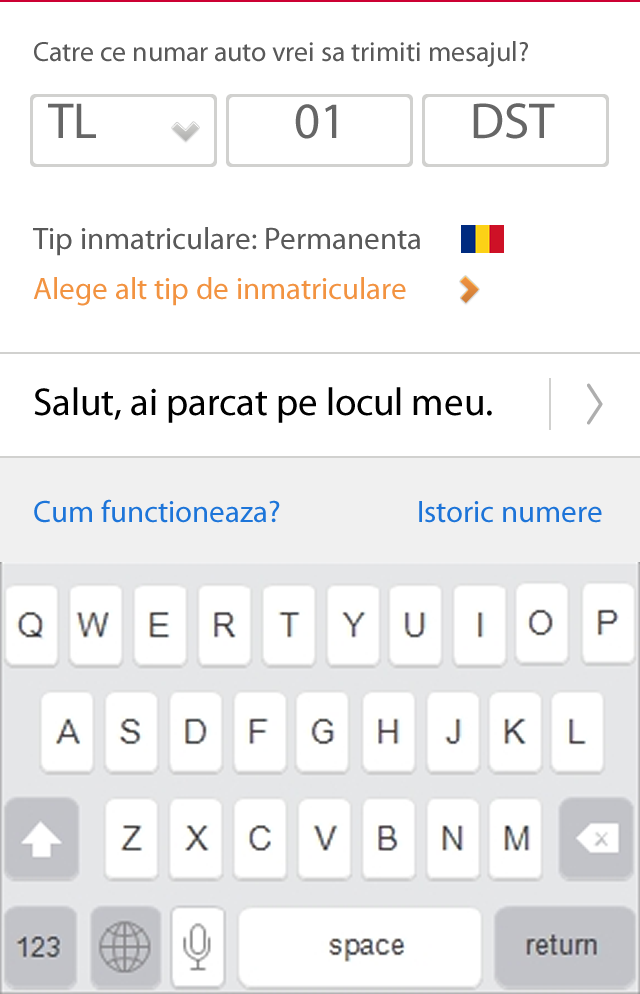 Catre ce numar auto vrei sa trimiti mesajul?
TL 01 DST
Tip inmatriculare: Permanenta
Alege alt tip de inmatriculare
Salut, ai parcat pe locul meu.
Cum functioneaza? Istoric numere
Q W E R T Y U I O P
A S D F G H J K L
Z X C V B N M
123 space return